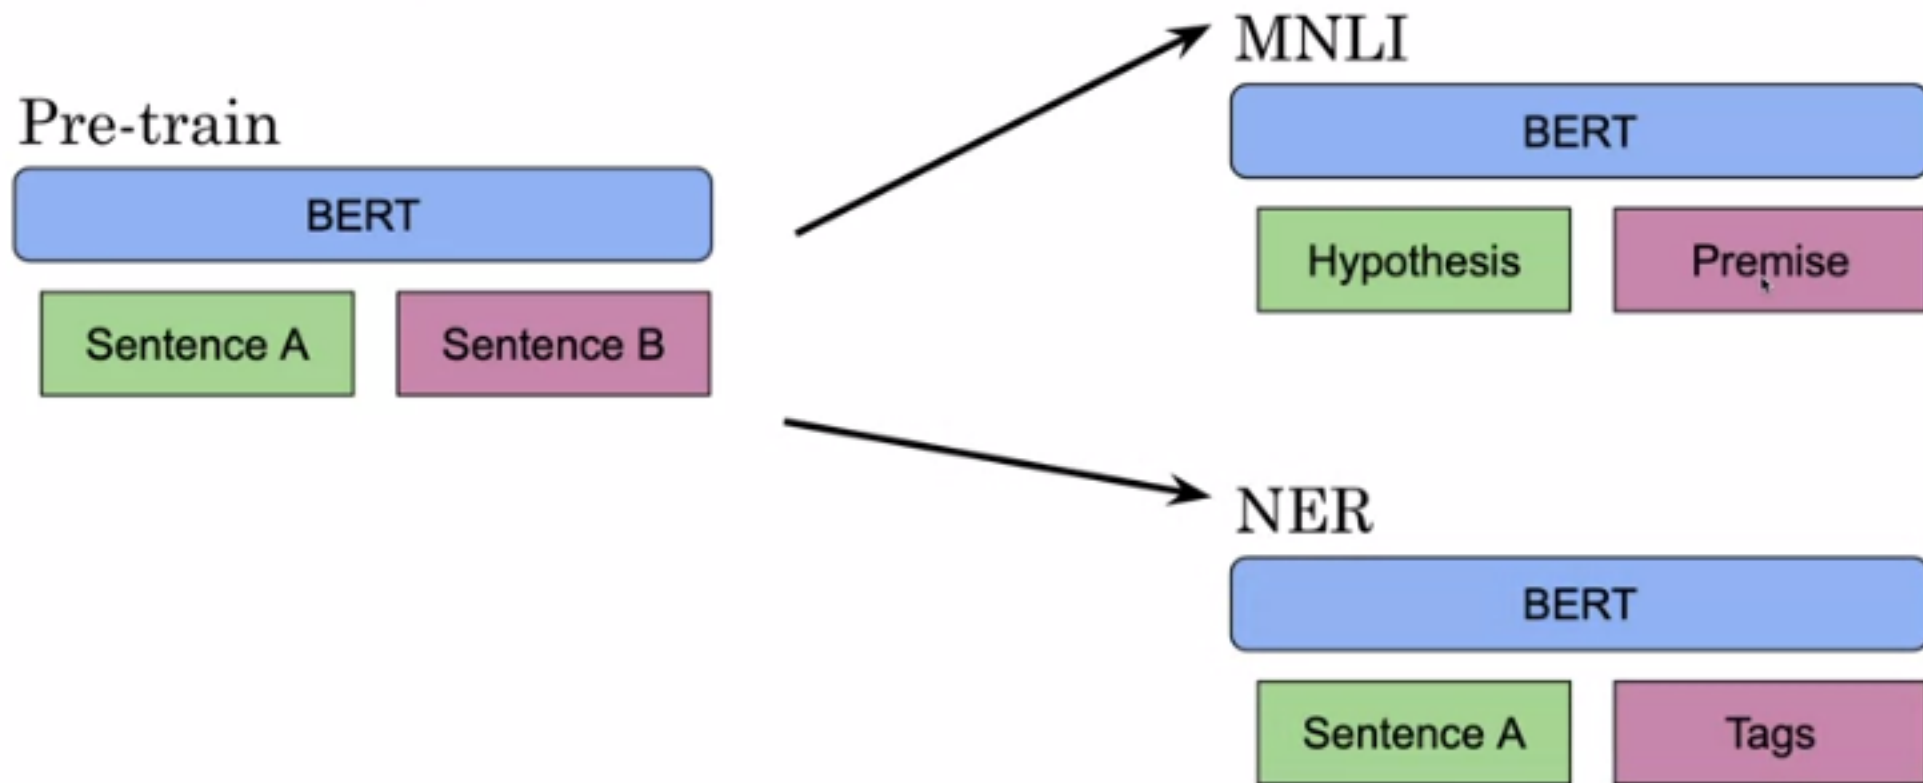 Pre-train
BERT
Sentence A
Sentence B
MNLI
BERT
Hypothesis
Premise
NER
BERT
Sentence A
Tags